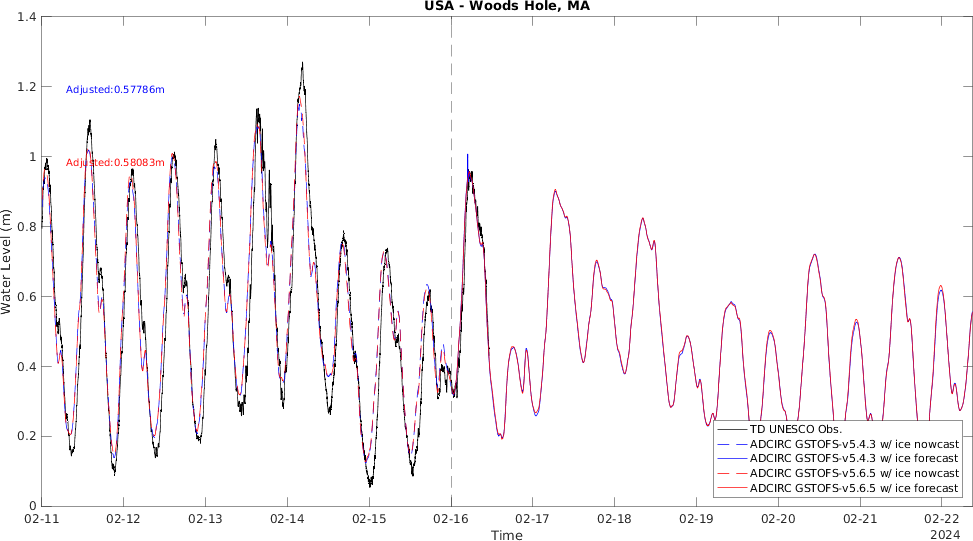 USA - Woods Hole, MA
1.4
1.2
1
0.8
0.6
0.4
0.2
0
Water Level (m)
Adjusted:0.57786m
Adjusted:0.58083m
TD UNESCO Obs.
ADCIRC GSTOFS-v5.4.3 w/ ice nowcast
ADCIRC GSTOFS-v5.4.3 w/ ice forecast
ADCIRC GSTOFS-v5.6.5 w/ ice nowcast
ADCIRC GSTOFS-v5.6.5 w/ ice forecast
02-11 02-12 02-13 02-14 02-15 02-16 02-17 02-18 02-19 02-20 02-21 02-22
Time
2024